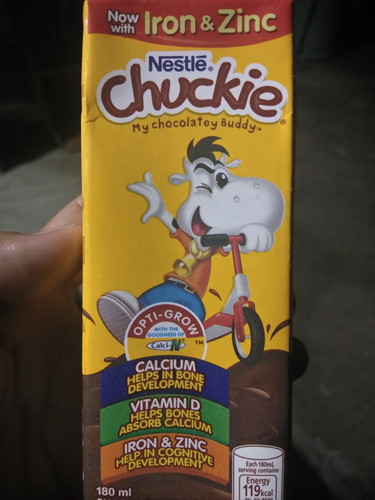 Now with Iron & Zinc
Nestlé
Chuckie
My chocolatey Buddy™
OPTI-GROW
WITH THE
GOODNESS OF
Calci-N
TM
CALCIUM
HELPS IN BONE
DEVELOPMENT
VITAMIN D
HELPS BONES
ABSORB CALCIUM
IRON & ZINC
HELP IN COGNITIVE
DEVELOPMENT
180 ml
Each 180mL
serving contains
Energy
119kcal